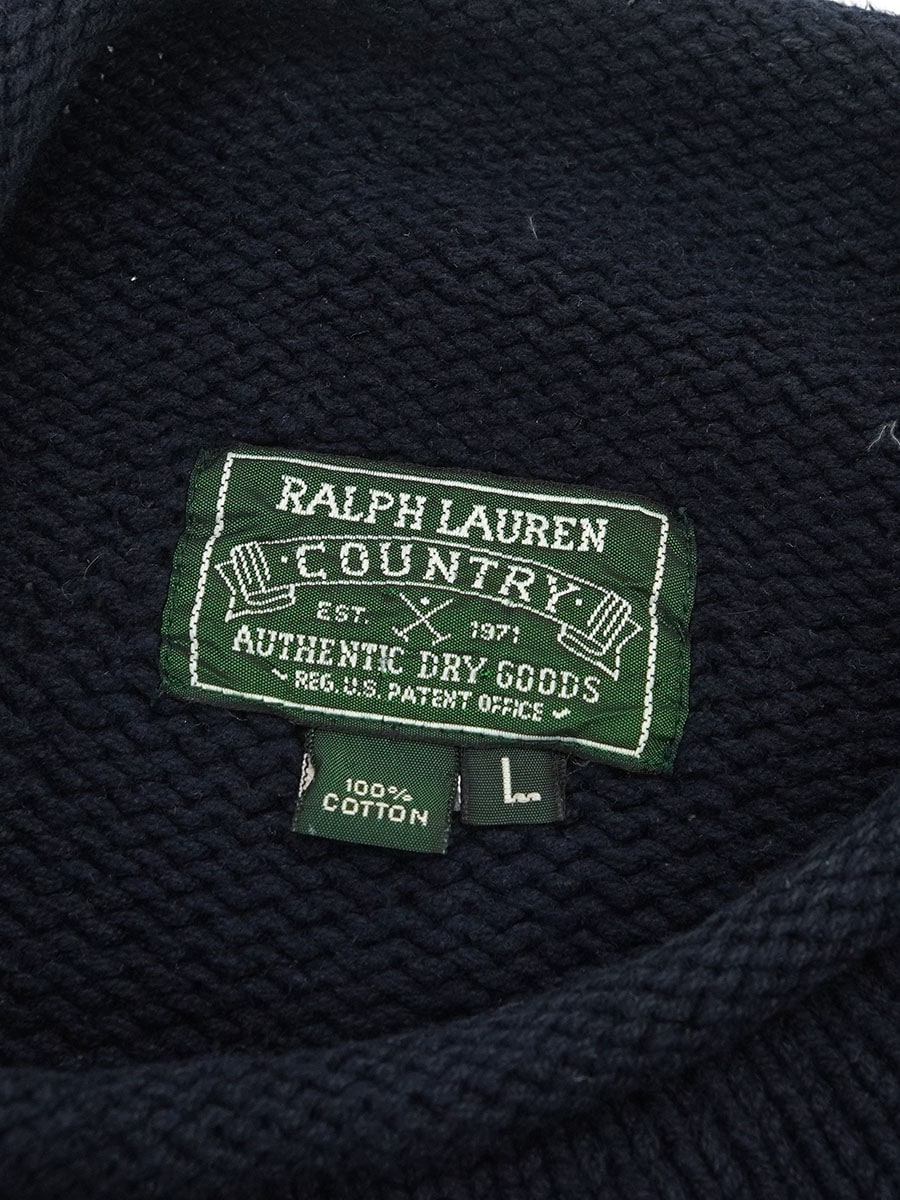 RALPH LAUREN
·COUNTRY·
EST. 1971
AUTHENTIC DRY GOODS
REG. U.S. PATENT OFFICE
100%
COTTON
L